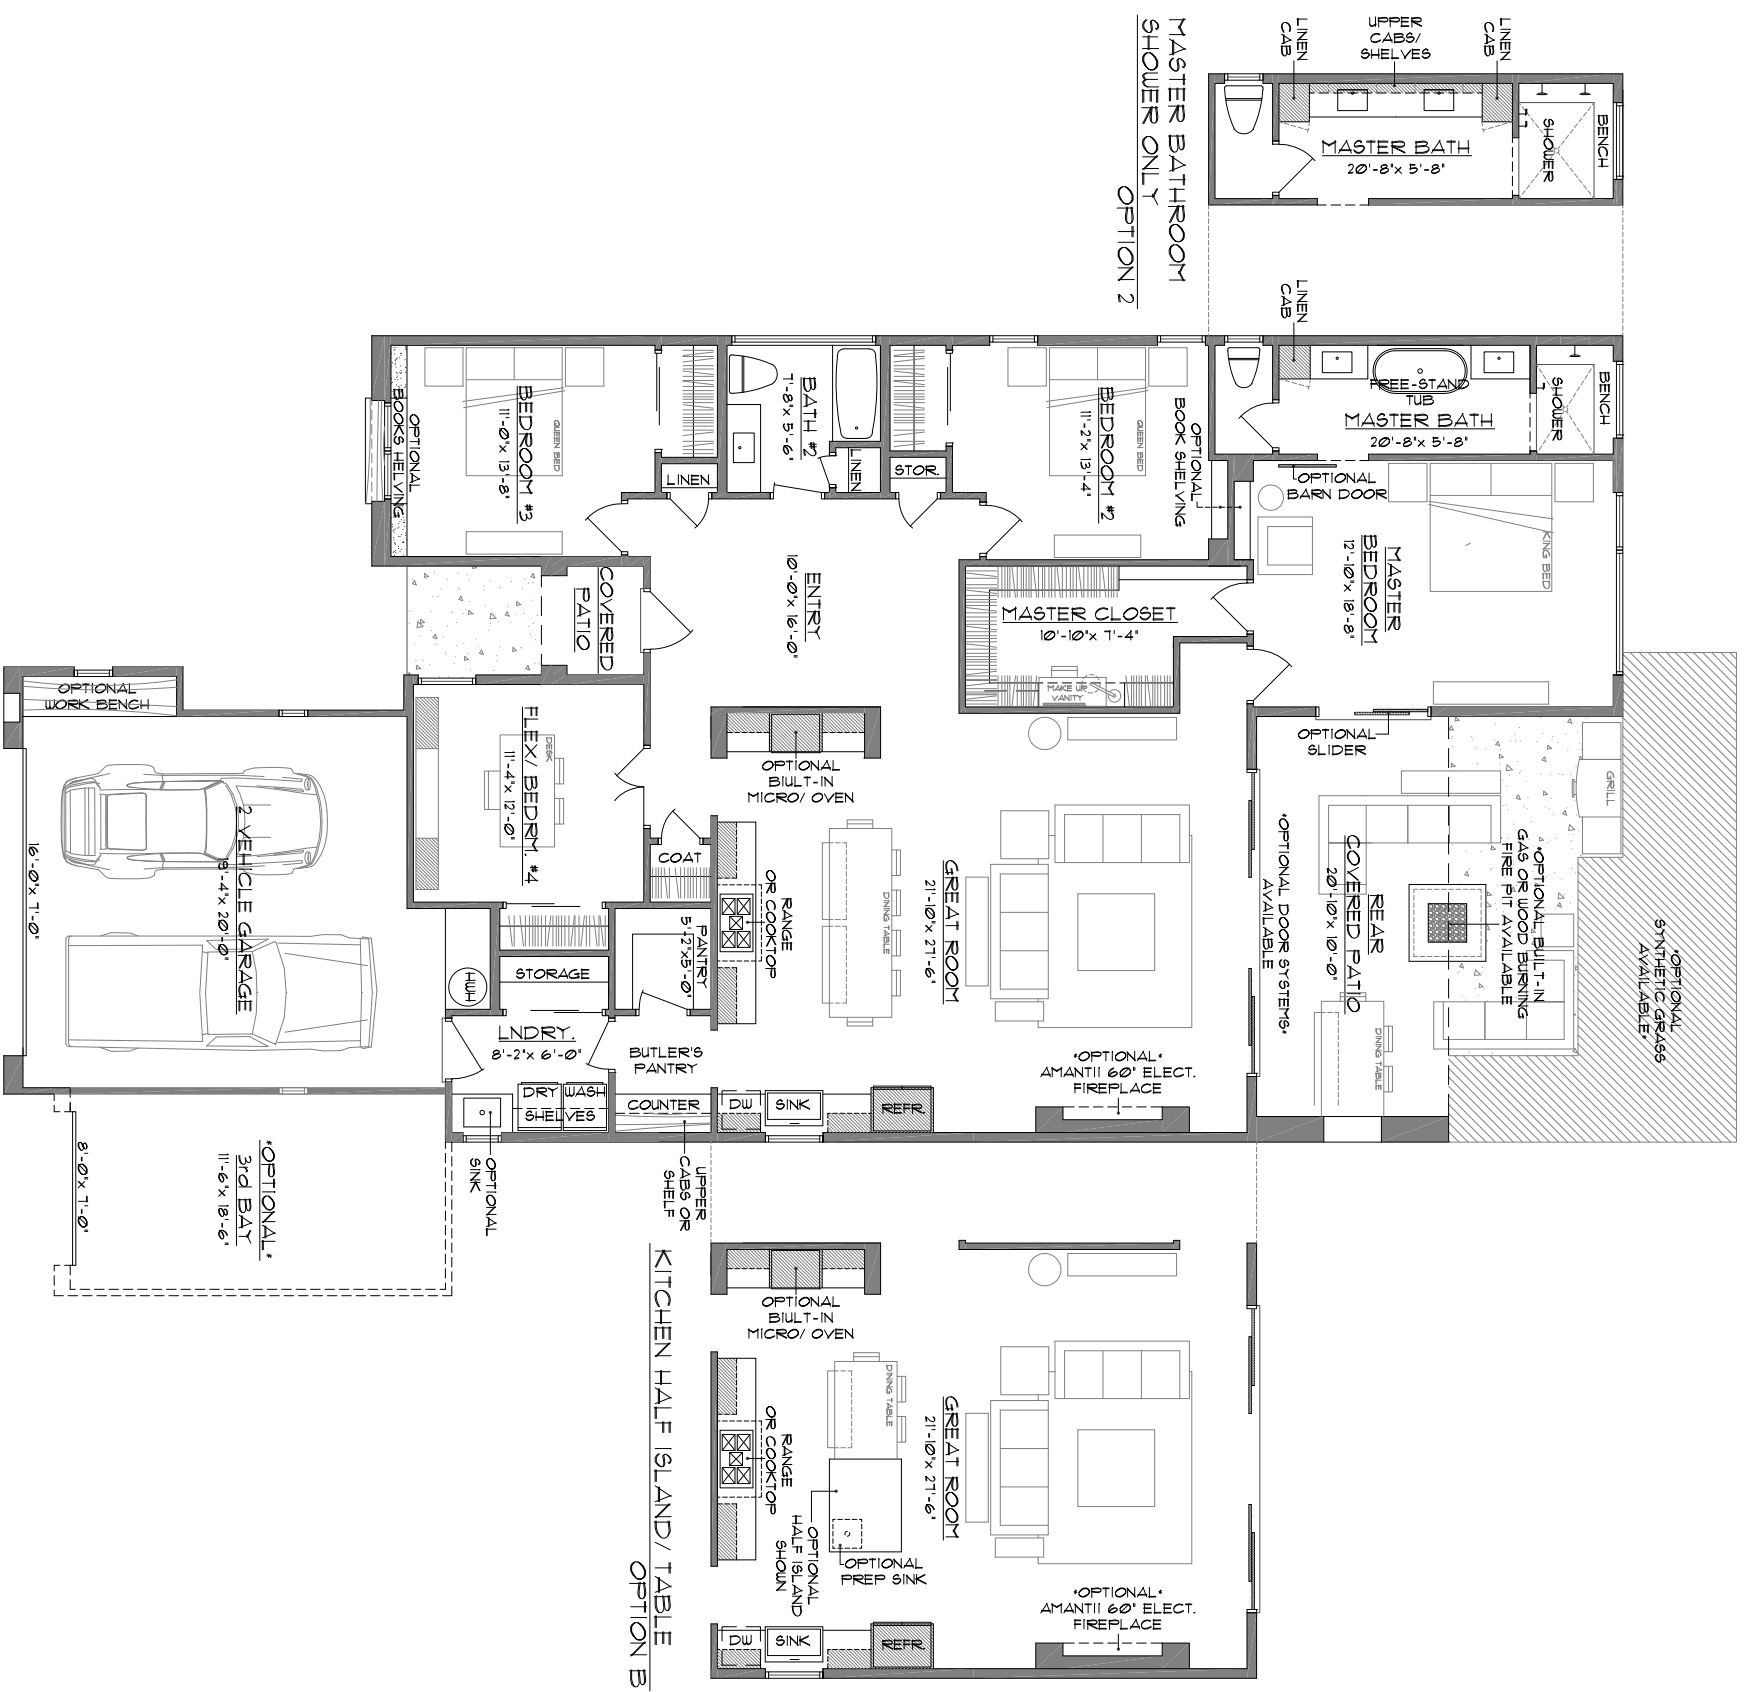 MASTER BATHROOM
SHOWER ONLY
OPTION 2
LINEN
CAB
UPPER
CABS/
SHELVES
LINEN
CAB
MASTER BATH
20'-8"x 5'-8"
SHOWER
BENCH
LINEN
CAB
FREE-STAND
TUB
MASTER BATH
20'-8"x 5'-8"
SHOWER
BENCH
OPTIONAL
BOOKS HELVING
BEDROOM #3
11'-0"x 13'-8"
QUEEN BED
LINEN
BATH #2
7'-8"x 5'-6"
LINEN
STOR.
BEDROOM #2
11'-2"x 13'-4"
QUEEN BED
OPTIONAL
BOOK SHELVING
OPTIONAL
BARN DOOR
MASTER
BEDROOM
12'-10"x 18'-8"
KING BED
COVERED
PATIO
ENTRY
10'-0"x 16'-0"
MASTER CLOSET
10'-10"x 7'-4"
MAKE UP
VANITY
OPTIONAL
WORK BENCH
FLEX/ BEDRM. #4
11'-4"x 12'-0"
DESK
OPTIONAL
BIULT-IN
MICRO/ OVEN
OPTIONAL
SLIDER
GRILL
2 VEHICLE GARAGE
16'-0"x 7'-0"
COAT
RANGE
OR COOKTOP
DINING TABLE
GREAT ROOM
21'-10"x 27'-6"
*OPTIONAL DOOR SYSTEMS*
AVAILABLE
REAR
COVERED PATIO
20'-10"x 10'-0"
*OPTIONAL BUILT-IN
GAS OR WOOD BURNING
FIRE PIT AVAILABLE
*OPTIONAL
SYNTHETIC GRASS
AVAILABLE*
DINING TABLE
HWH
STORAGE
PANTRY
5'-2"x5'-0"
LNDRY.
8'-2"x 6'-0"
BUTLER'S
PANTRY
DRY
WASH
SHELVES
COUNTER
DW
SINK
REFR.
*OPTIONAL*
AMANTII 60" ELECT.
FIREPLACE
*OPTIONAL*
3rd BAY
11'-6"x 18'-6"
8'-0"x 7'-0"
OPTIONAL
SINK
UPPER
CABS OR
SHELF
KITCHEN HALF ISLAND/ TABLE
OPTION B
OPTIONAL
BIULT-IN
MICRO/ OVEN
RANGE
OR COOKTOP
DINING TABLE
GREAT ROOM
21'-10"x 27'-6"
OPTIONAL
HALF ISLAND
SHOWN
OPTIONAL
PREP SINK
DW
SINK
REFR.
*OPTIONAL*
AMANTII 60" ELECT.
FIREPLACE